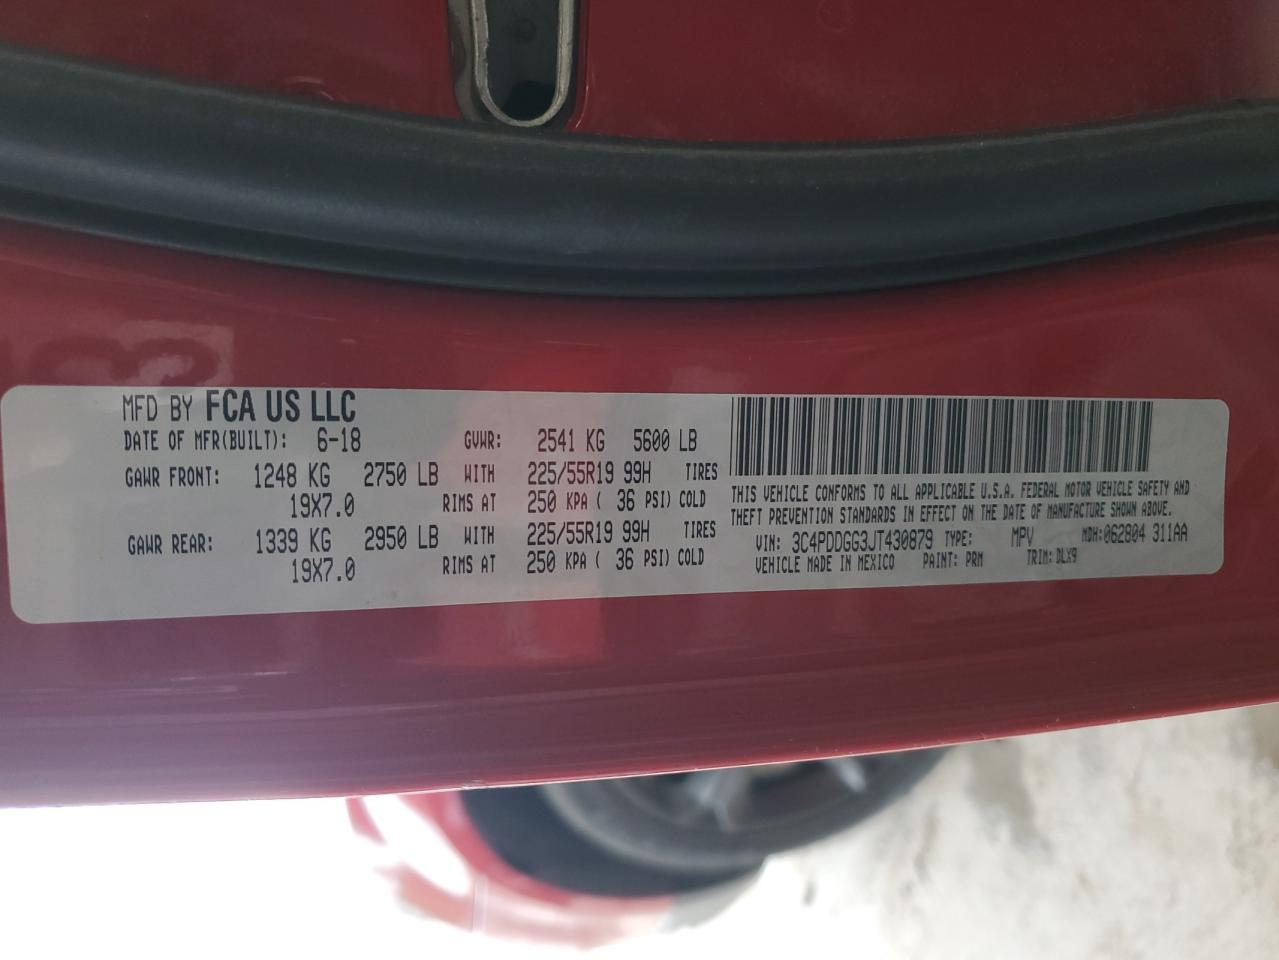 MFD BY FCA US LLC
DATE OF MFR(BUILT): 6-18 GVWR: 2541 KG 5600 LB
GAWR FRONT: 1248 KG 2750 LB WITH 225/55R19 99H TIRES
19X7.0 RIMS AT 250 KPA ( 36 PSI) COLD
GAWR REAR: 1339 KG 2950 LB WITH 225/55R19 99H TIRES
19X7.0 RIMS AT 250 KPA ( 36 PSI) COLD
THIS VEHICLE CONFORMS TO ALL APPLICABLE U.S.A. FEDERAL MOTOR VEHICLE SAFETY AND
THEFT PREVENTION STANDARDS IN EFFECT ON THE DATE OF MANUFACTURE SHOWN ABOVE.
VIN: 3C4PDDGG3JT430879 TYPE: MPV MDH:062804 311AA
VEHICLE MADE IN MEXICO PAINT: PRM TRIM: DLX9